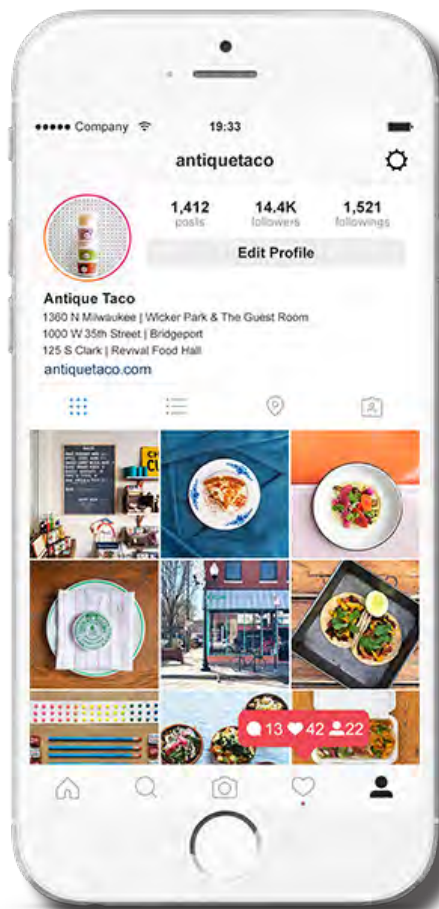 Company
19:33
antiquetaco
1,412
14.4K
1,521
posts
followers
followings
Edit Profile
Antique Taco
1360 N Milwaukee | Wicker Park & The Guest Room
1000 W 35th Street | Bridgeport
125 S Clark | Revival Food Hall
antiquetaco.com
13 42 22